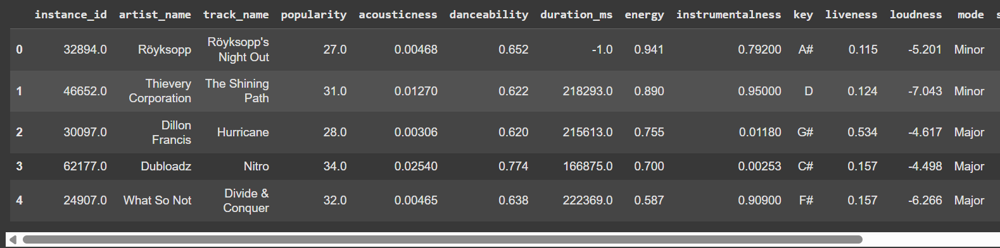 instance_id artist_name track_name popularity acousticness danceability duration_ms energy instrumentalness key liveness loudness mode
0 32894.0 Röyksopp Röyksopp's Night Out 27.0 0.00468 0.652 -1.0 0.941 0.79200 A# 0.115 -5.201 Minor
1 46652.0 Thievery Corporation The Shining Path 31.0 0.01270 0.622 218293.0 0.890 0.95000 D 0.124 -7.043 Minor
2 30097.0 Dillon Francis Hurricane 28.0 0.00306 0.620 215613.0 0.755 0.01180 G# 0.534 -4.617 Major
3 62177.0 Dubloadz Nitro 34.0 0.02540 0.774 166875.0 0.700 0.00253 C# 0.157 -4.498 Major
4 24907.0 What So Not Divide & Conquer 32.0 0.00465 0.638 222369.0 0.587 0.90900 F# 0.157 -6.266 Major